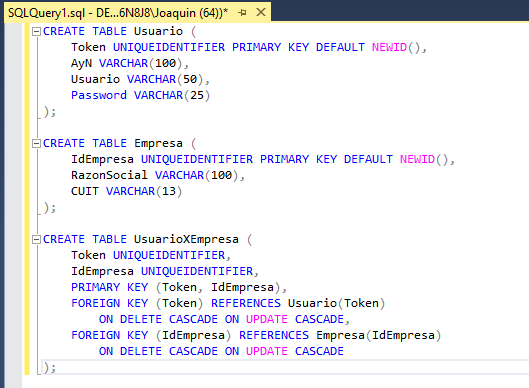 SQLQuery1.sql - DE...6N8J8\Joaquin (64))*
CREATE TABLE Usuario (
Token UNIQUEIDENTIFIER PRIMARY KEY DEFAULT NEWID(),
AyN VARCHAR(100),
Usuario VARCHAR(50),
Password VARCHAR(25)
);
CREATE TABLE Empresa (
IdEmpresa UNIQUEIDENTIFIER PRIMARY KEY DEFAULT NEWID(),
RazonSocial VARCHAR(100),
CUIT VARCHAR(13)
);
CREATE TABLE UsuarioXEmpresa (
Token UNIQUEIDENTIFIER,
IdEmpresa UNIQUEIDENTIFIER,
PRIMARY KEY (Token, IdEmpresa),
FOREIGN KEY (Token) REFERENCES Usuario(Token)
ON DELETE CASCADE ON UPDATE CASCADE,
FOREIGN KEY (IdEmpresa) REFERENCES Empresa(IdEmpresa)
ON DELETE CASCADE ON UPDATE CASCADE
);